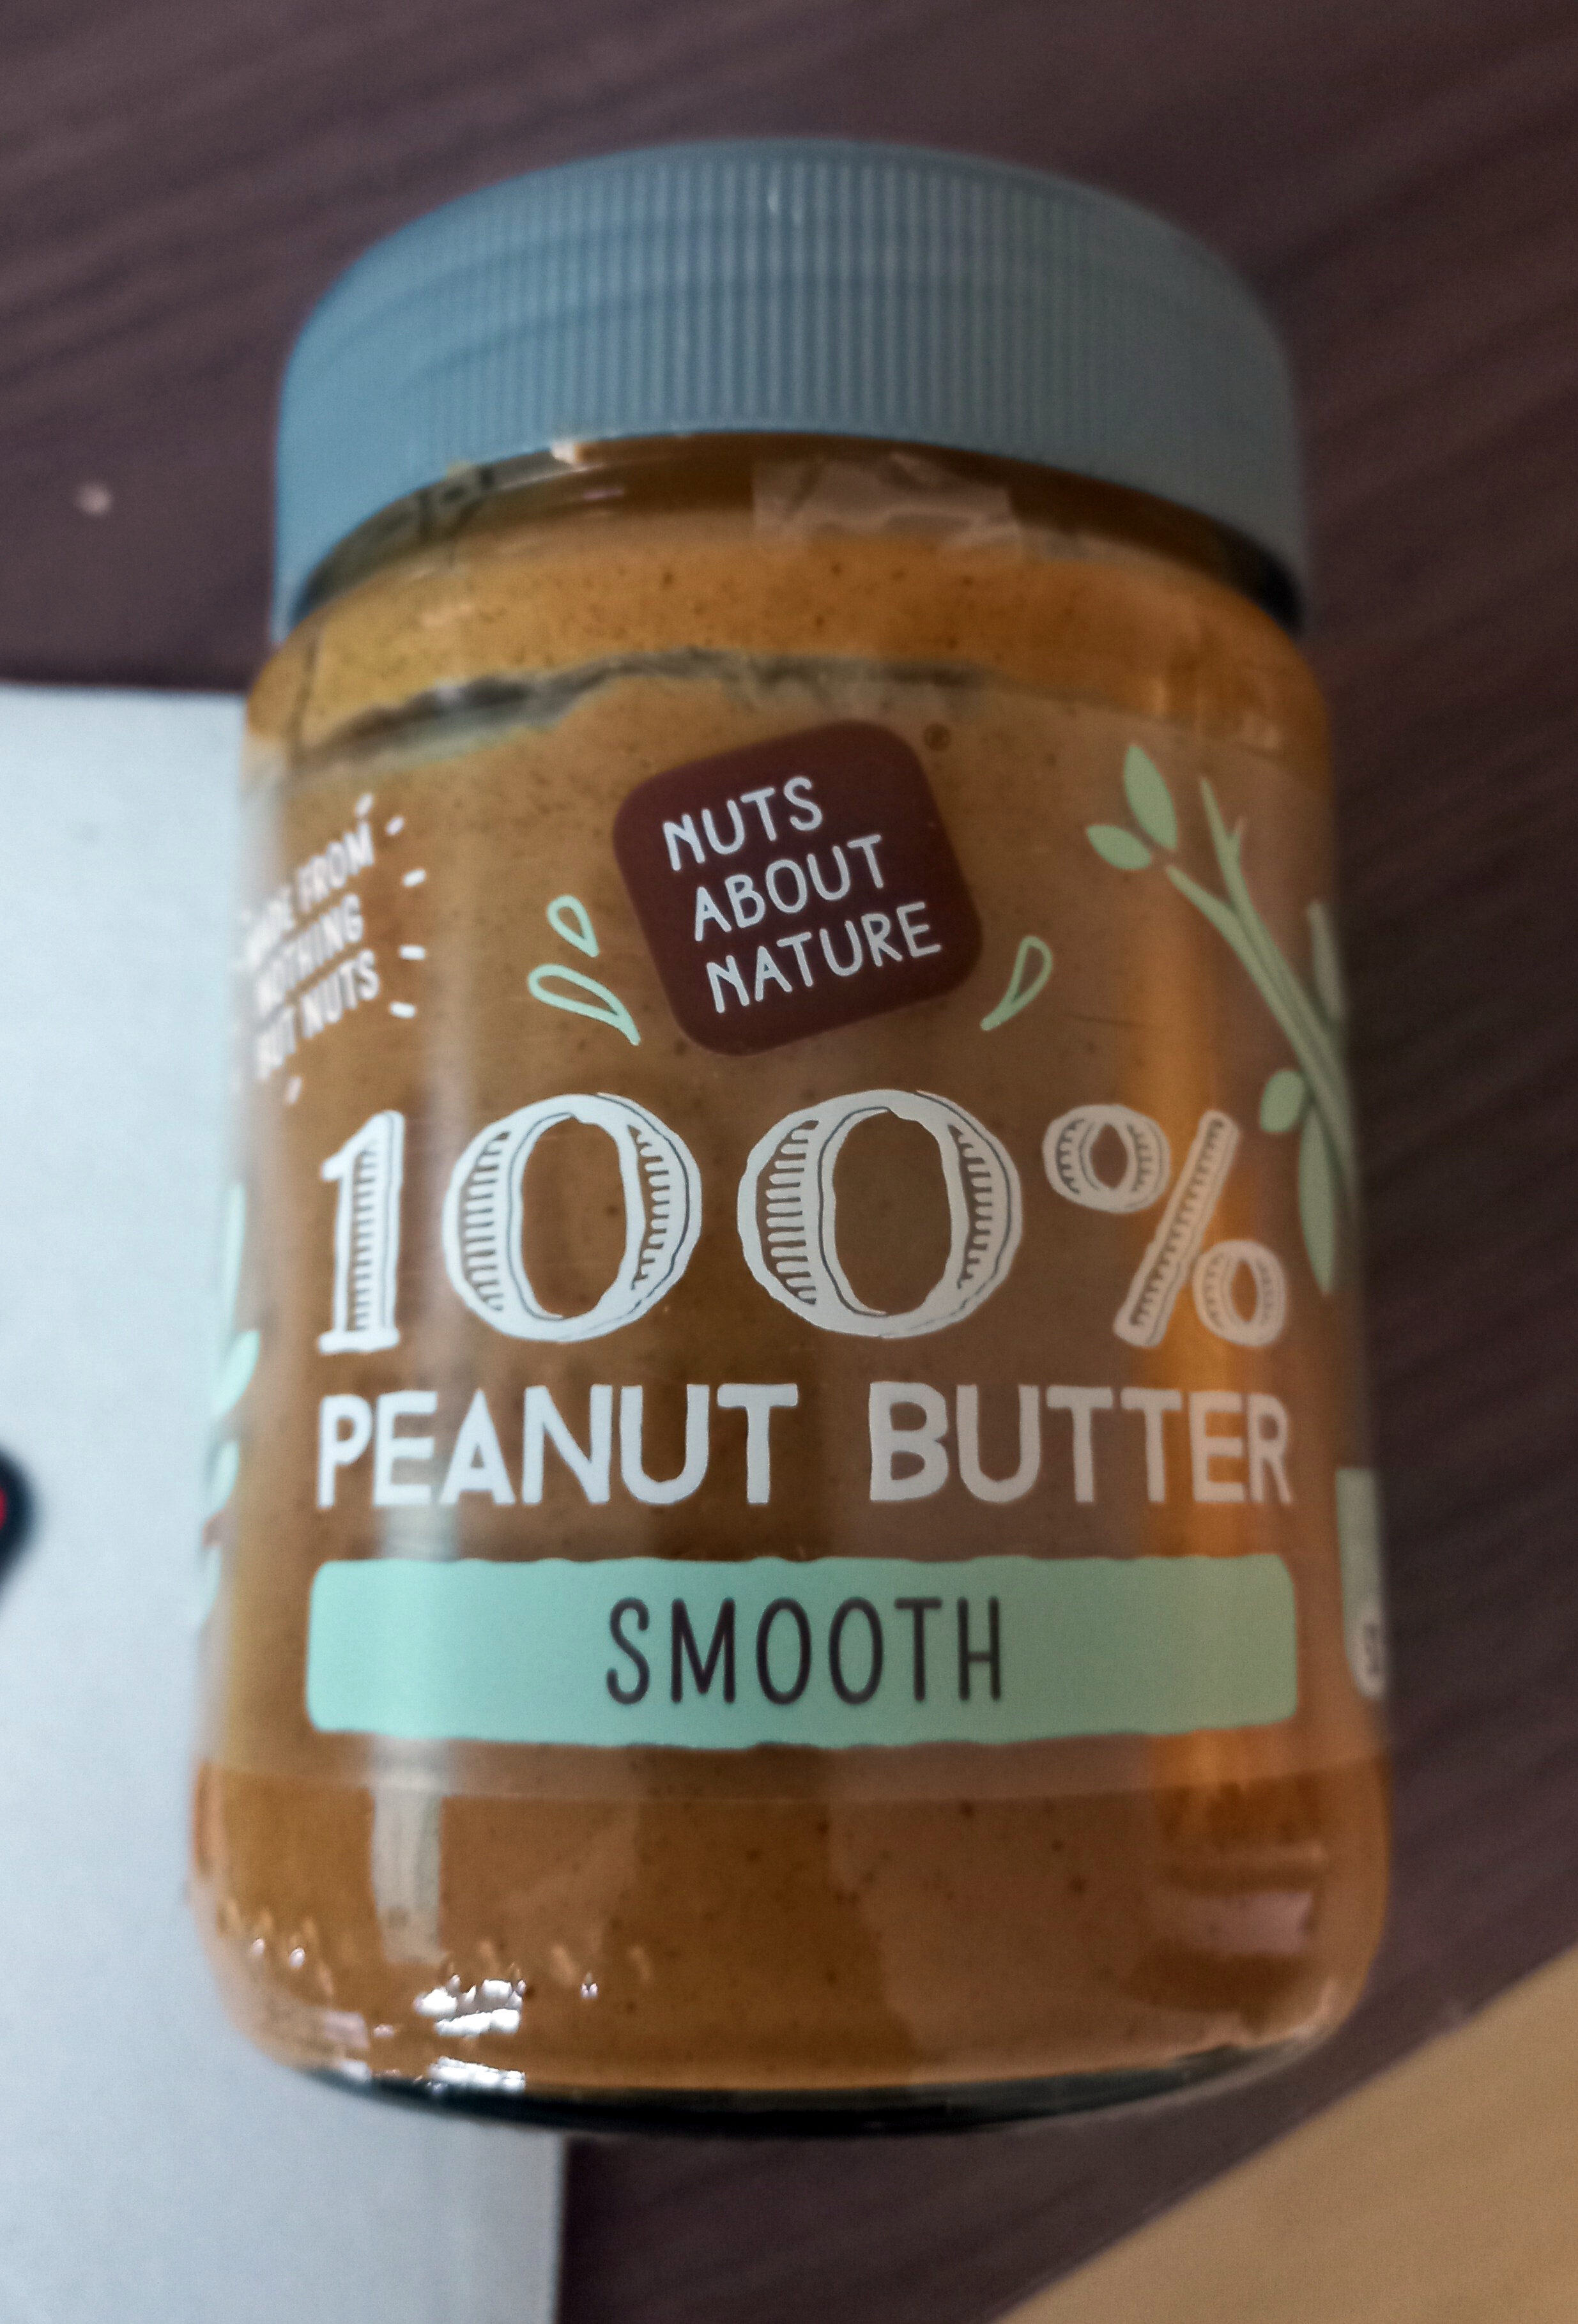 NUTS
ABOUT
NATURE
®
MADE FROM
NOTHING
BUT NUTS
100%
PEANUT BUTTER
SMOOTH